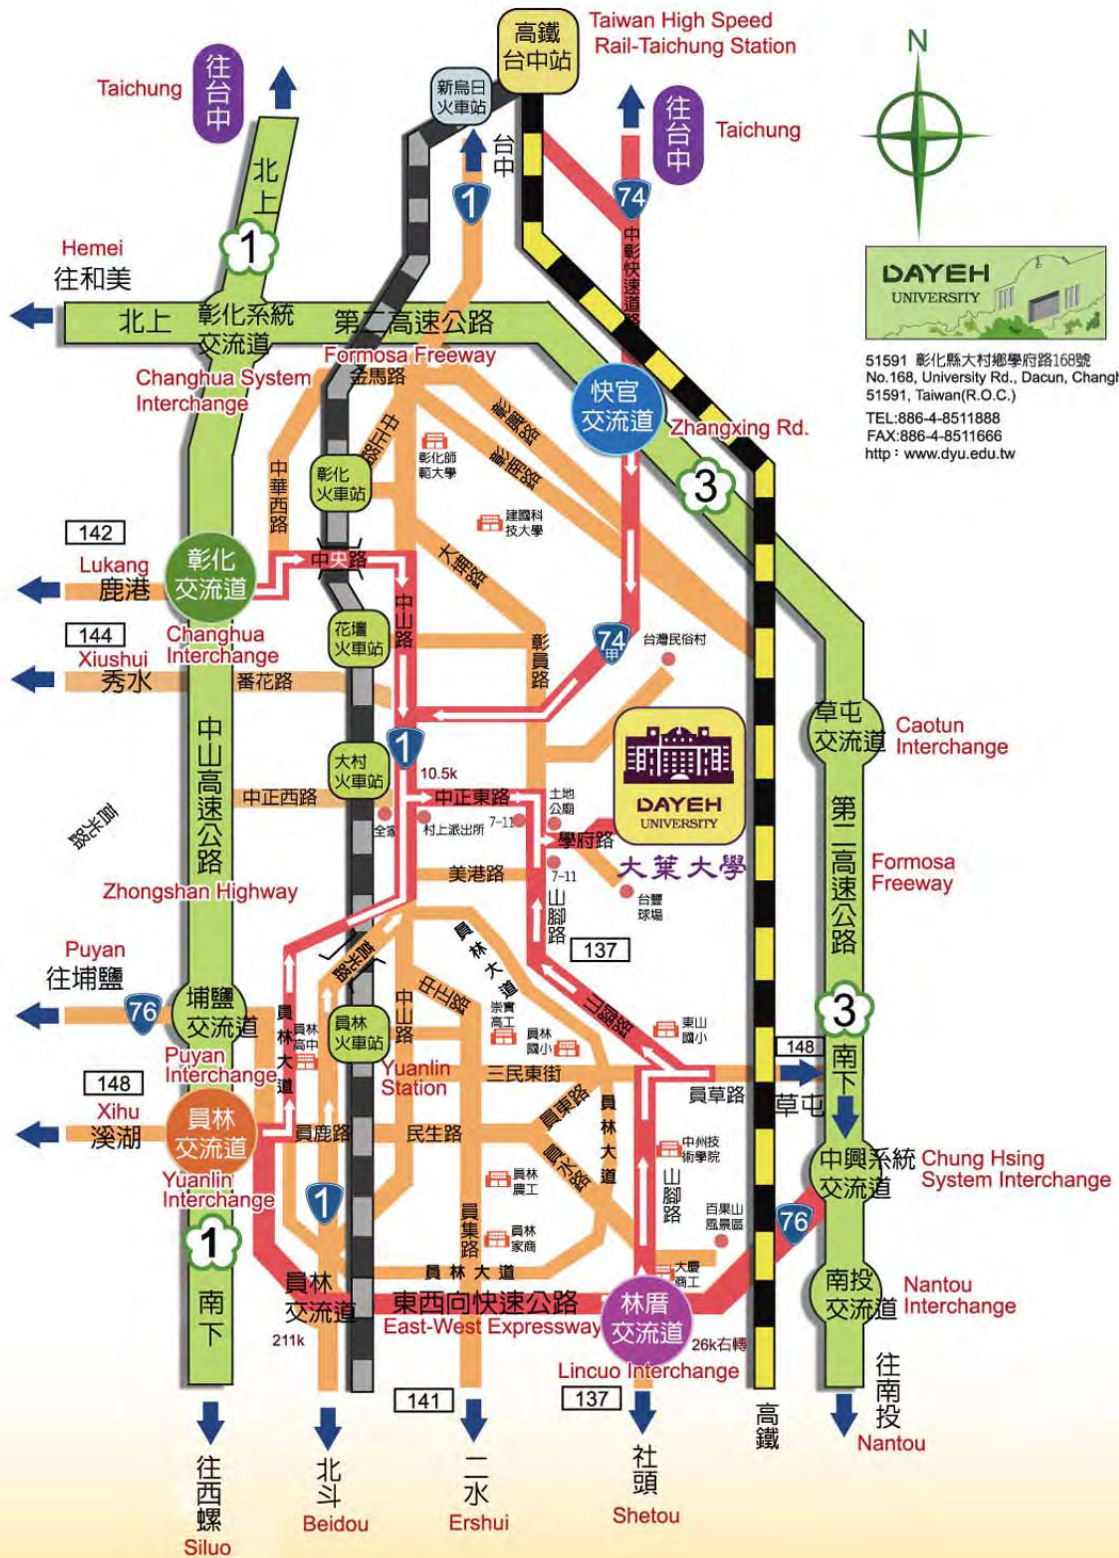 高鐵
台中站
Taiwan High Speed
Rail-Taichung Station
新烏日
火車站
Taichung
往台中
台中
往台中
Taichung
N
北上
1
1
74
中彰快速道路
DAYEH
UNIVERSITY
51591 彰化縣大村鄉學府路168號
No.168, University Rd., Dacun, Changh
51591, Taiwan(R.O.C.)
TEL:886-4-8511888
FAX:886-4-8511666
http：www.dyu.edu.tw
Hemei
往和美
北上
彰化系統
交流道
第二高速公路
Formosa Freeway
Changhua System
Interchange
金馬路
中正路
彰興路
彰南路
快官
交流道
Zhangxing Rd.
3
彰化師
範大學
彰化
火車站
中華西路
建國科
技大學
142
Lukang
鹿港
彰化
交流道
中央路
大埔路
中山路
144
Xiushui
秀水
Changhua
Interchange
花壇
火車站
番花路
彰員路
74
甲
台灣民俗村
草屯
交流道
Caotun
Interchange
中山高速公路
大村
火車站
1
10.5k
中正西路
中正東路
全家
村上派出所
7-11
土地
公廟
學府路
DAYEH
UNIVERSITY
大葉大學
員光路
第二高速公路
Formosa
Freeway
Zhongshan Highway
美港路
7-11
山腳路
台豐
球場
137
Puyan
往埔鹽
76
埔鹽
交流道
Puyan
Interchange
員林大道
員光路
員林
高中
員林
火車站
Yuanlin
Station
中山路
中正路
員林大道
崇實
高工
員林
國小
山腳路
東山
國小
3
南下
148
草屯
148
Xihu
溪湖
員林
交流道
Yuanlin
Interchange
員鹿路
三民東街
員草路
民生路
員東路
員水路
員林大道
中州技
術學院
山腳路
中興系統
交流道
Chung Hsing
System Interchange
1
1
員林
農工
員集路
員林
家商
百果山
風景區
76
大慶
商工
南下
員林
交流道
員林大道
東西向快速公路
East-West Expressway
林厝
交流道
Lincuo Interchange
26k右轉
南投
交流道
Nantou
Interchange
211k
141
137
往西螺
Siluo
北斗
Beidou
二水
Ershui
社頭
Shetou
高鐵
往南投
Nantou